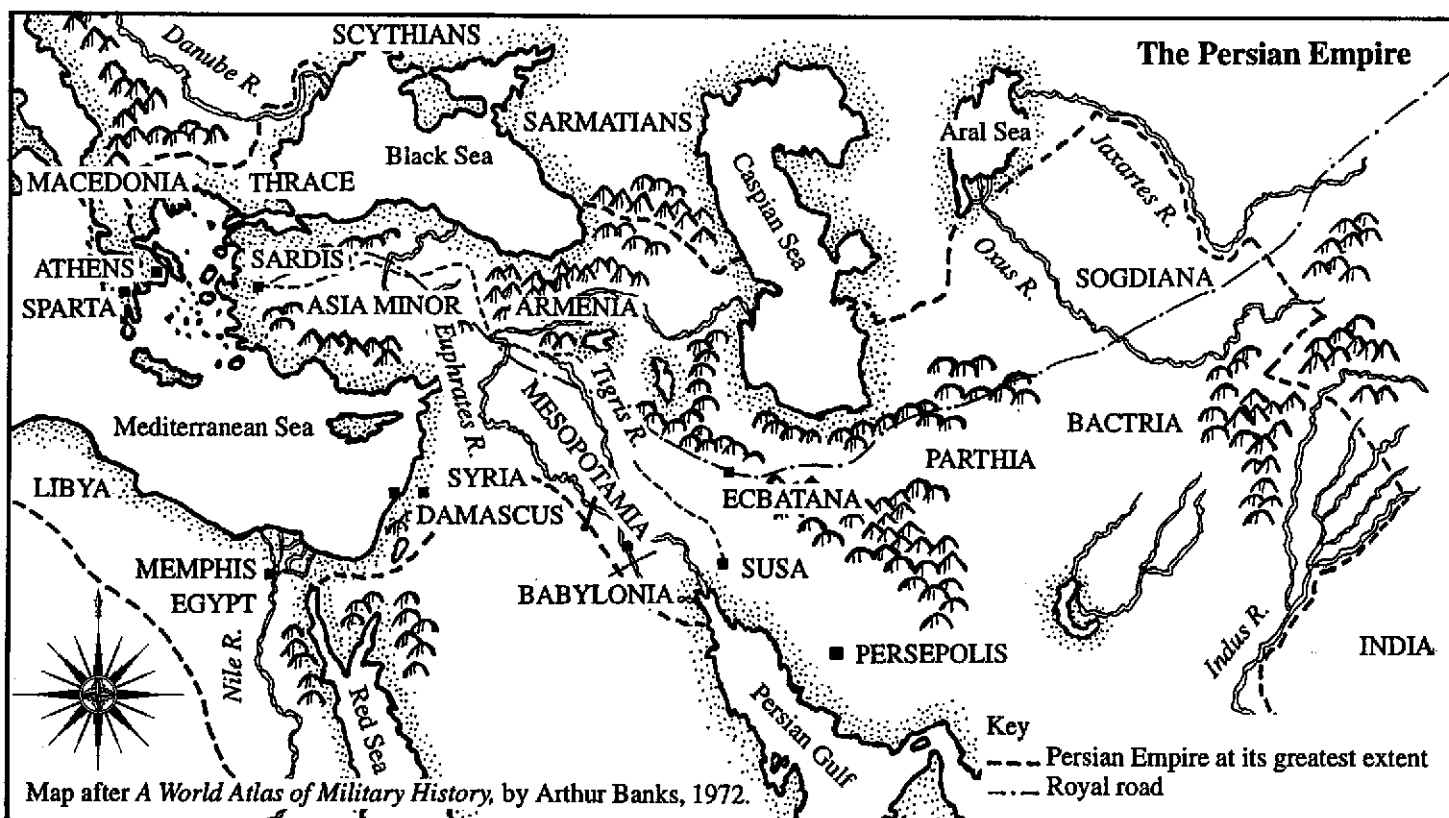 The Persian Empire
SCYTHIANS
Danube R.
SARMATIANS
Aral Sea
Black Sea
Jaxartes R.
MACEDONIA
THRACE
Caspian Sea
ATHENS
SARDIS
Oxus R.
SOGDIANA
SPARTA
ASIA MINOR
ARMENIA
Euphrates R.
Tigris R.
MESOPOTAMIA
Mediterranean Sea
BACTRIA
PARTHIA
LIBYA
SYRIA
ECBATANA
DAMASCUS
MEMPHIS
SUSA
EGYPT
BABYLONIA
Nile R.
Red Sea
PERSEPOLIS
Indus R.
INDIA
Persian Gulf
Key
Persian Empire at its greatest extent
Royal road
Map after A World Atlas of Military History, by Arthur Banks, 1972.